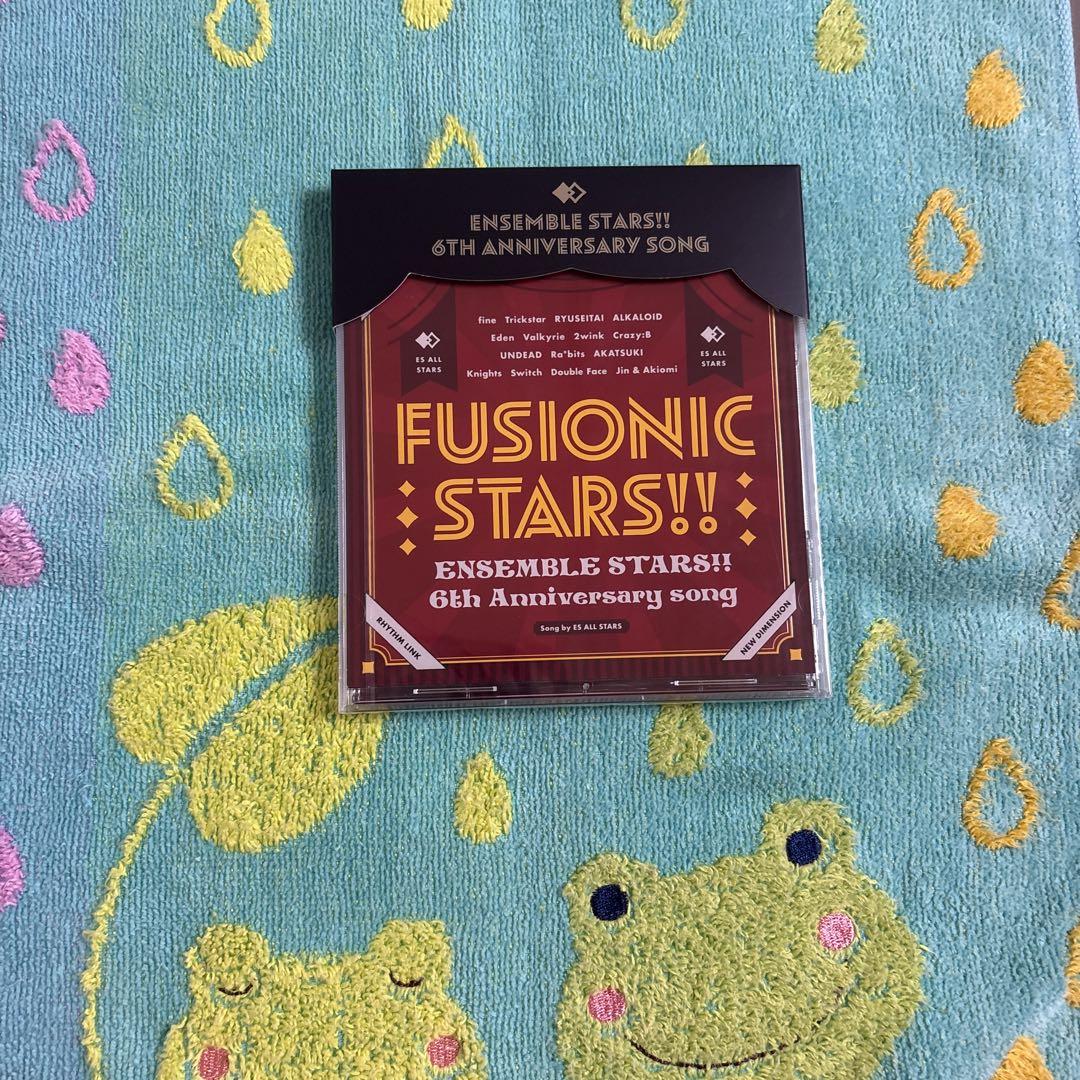 ENSEMBLE STARS!!
6TH ANNIVERSARY SONG
fine Trickstar RYUSEITAI ALKALOID
Eden Valkyrie 2wink Crazy:B
UNDEAD Ra*bits AKATSUKI
Knights Switch Double Face Jin & Akiomi
ES ALL
STARS
ES ALL
STARS
FUSIONIC
STARS!!
ENSEMBLE STARS!!
6th Anniversary song
Song by ES ALL STARS
RHYTHM LINK
NEW DIMENSION